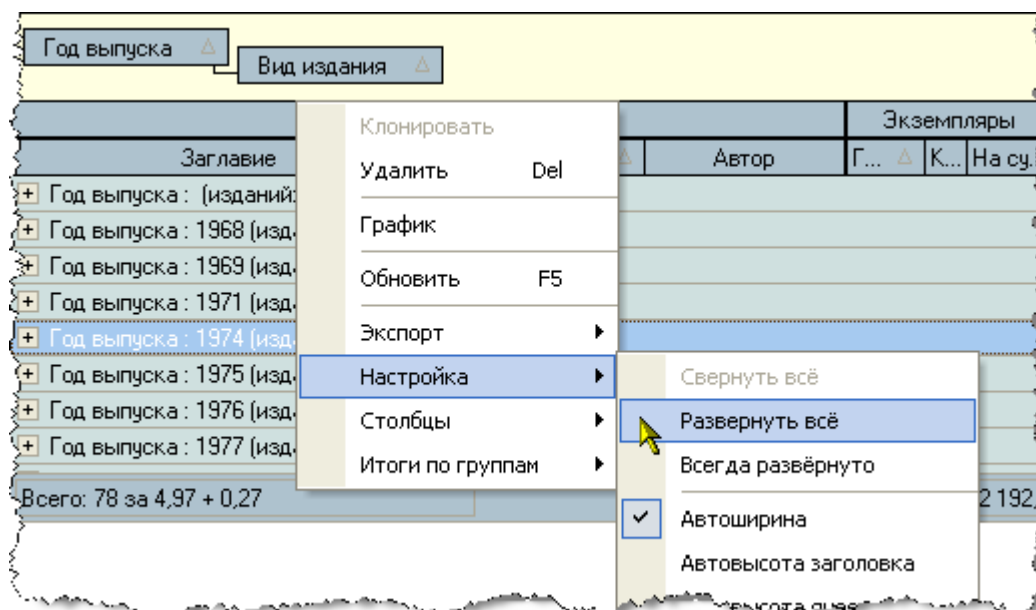 Год выпуска
Вид издания
Экземпляры
Заглавие
Автор
Г...
К...
На су.
Год выпуска : (изданий:
Год выпуска : 1968 (изд
Год выпуска : 1969 (изд
Год выпуска : 1971 (изд
Год выпуска : 1974 (изд
Год выпуска : 1975 (изд
Год выпуска : 1976 (изд
Год выпуска : 1977 (изд
Всего: 78 за 4,97 + 0,27
2 192,
Клонировать
Удалить Del
График
Обновить F5
Экспорт
Настройка
Столбцы
Итоги по группам
Свернуть всё
Развернуть всё
Всегда развёрнуто
Автоширина
Автовысота заголовка